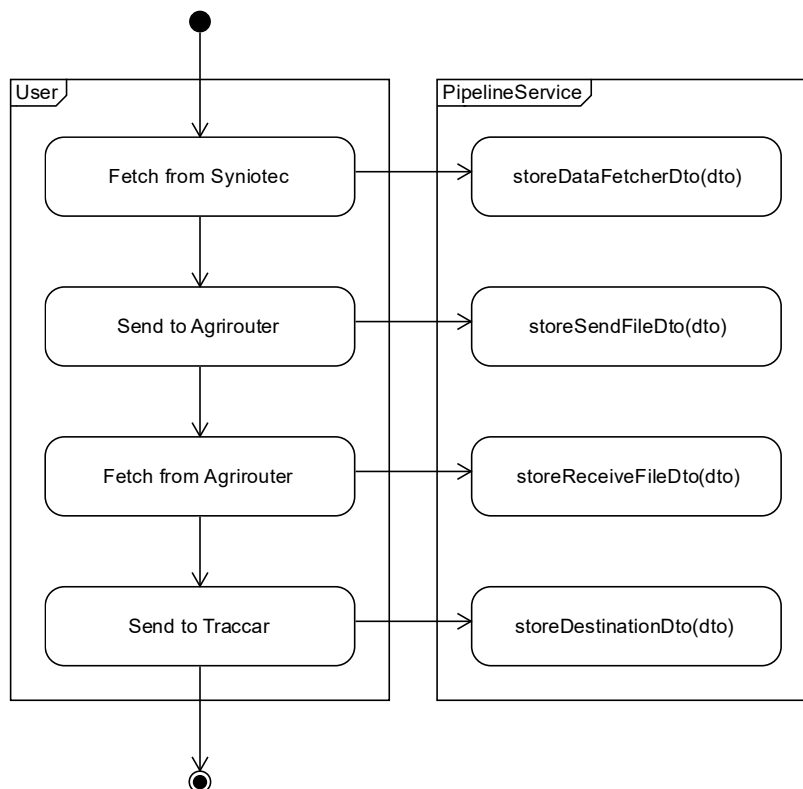 User
PipelineService
Fetch from Syniotec
storeDataFetcherDto(dto)
Send to Agrirouter
storeSendFileDto(dto)
Fetch from Agrirouter
storeReceiveFileDto(dto)
Send to Traccar
storeDestinationDto(dto)